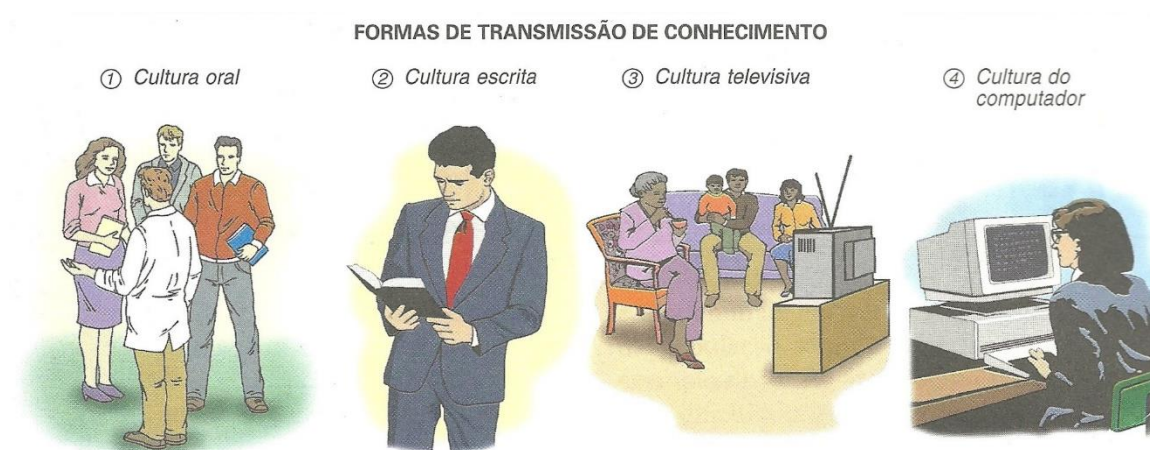 FORMAS DE TRANSMISSÃO DE CONHECIMENTO
① Cultura oral
② Cultura escrita
③ Cultura televisiva
④ Cultura do
computador